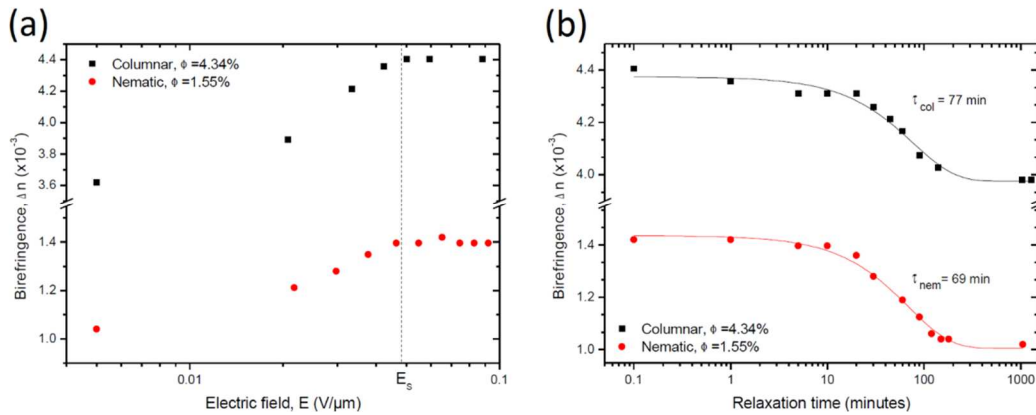 (a)
Columnar, ϕ =4.34%
Nematic, ϕ =1.55%
Birefringence, Δ n (x10⁻³)
4.4
4.2
4.0
3.8
3.6
1.4
1.2
1.0
0.01
Eₛ
0.1
Electric field, E (V/μm)
(b)
τcol = 77 min
τnem = 69 min
Columnar, ϕ =4.34%
Nematic, ϕ =1.55%
Birefringence, Δ n (x10⁻³)
4.4
4.2
4.0
1.4
1.2
1.0
0.1
1
10
100
1000
Relaxation time (minutes)